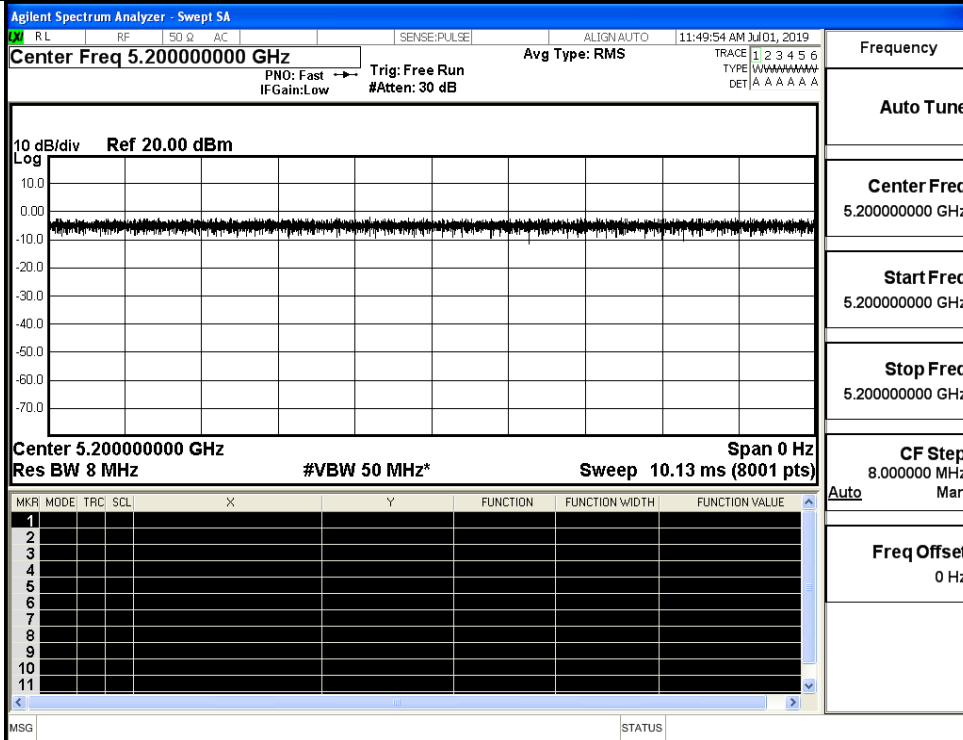 Agilent Spectrum Analyzer - Swept SA
LXI RL RF 50 Ω AC SENSE:PULSE ALIGN AUTO 11:49:54 AM Jul 01, 2019
Center Freq 5.200000000 GHz
PNO: Fast
IFGain:Low
Trig: Free Run
#Atten: 30 dB
Avg Type: RMS
TRACE 1 2 3 4 5 6
TYPE WWWWWW
DET A A A A A A
10 dB/div Ref 20.00 dBm
Log
10.0
0.00
-10.0
-20.0
-30.0
-40.0
-50.0
-60.0
-70.0
Center 5.200000000 GHz Span 0 Hz
Res BW 8 MHz #VBW 50 MHz* Sweep 10.13 ms (8001 pts)
MKR MODE TRC SCL X Y FUNCTION FUNCTION WIDTH FUNCTION VALUE
1
2
3
4
5
6
7
8
9
10
11
MSG STATUS
Frequency
Auto Tune
Center Freq
5.200000000 GHz
Start Freq
5.200000000 GHz
Stop Freq
5.200000000 GHz
CF Step
8.000000 MHz
Auto Man
Freq Offset
0 Hz